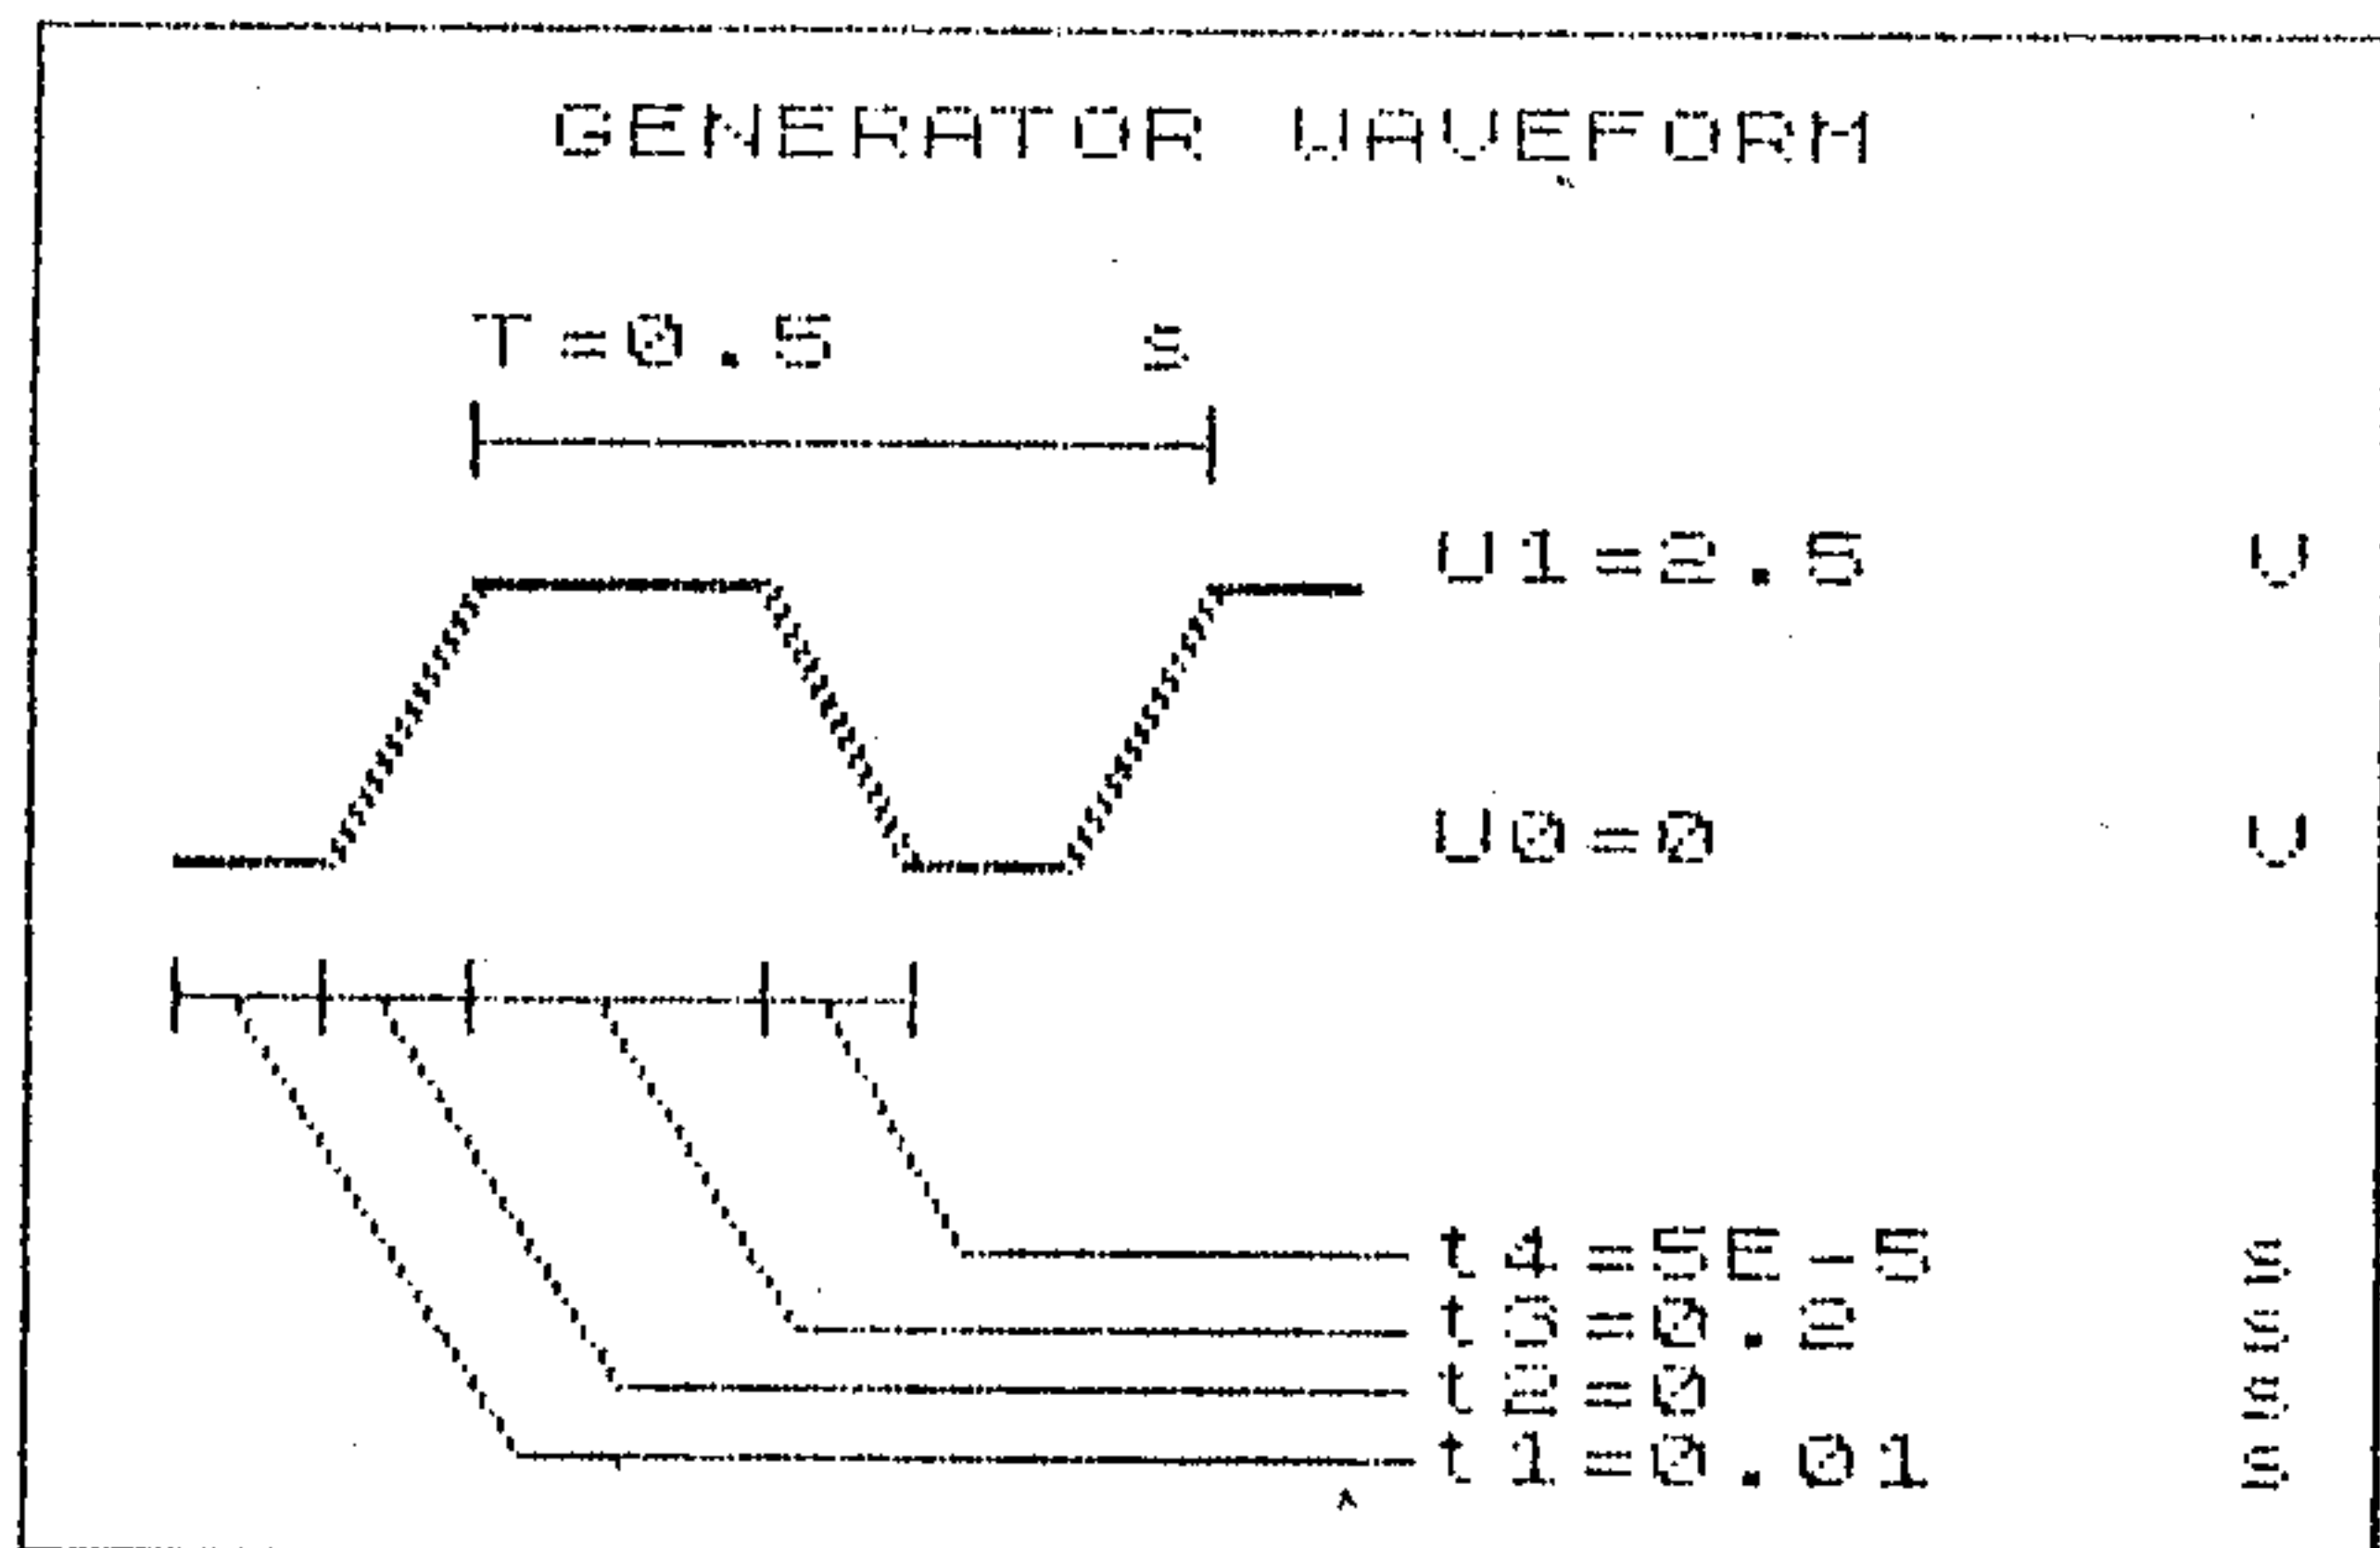 GENERATOR WAVEFORM
T=0.5 s
U1=2.5 V
U0=0 V
t4=5E-5 s
t3=0.2 s
t2=0 s
t1=0.01 s